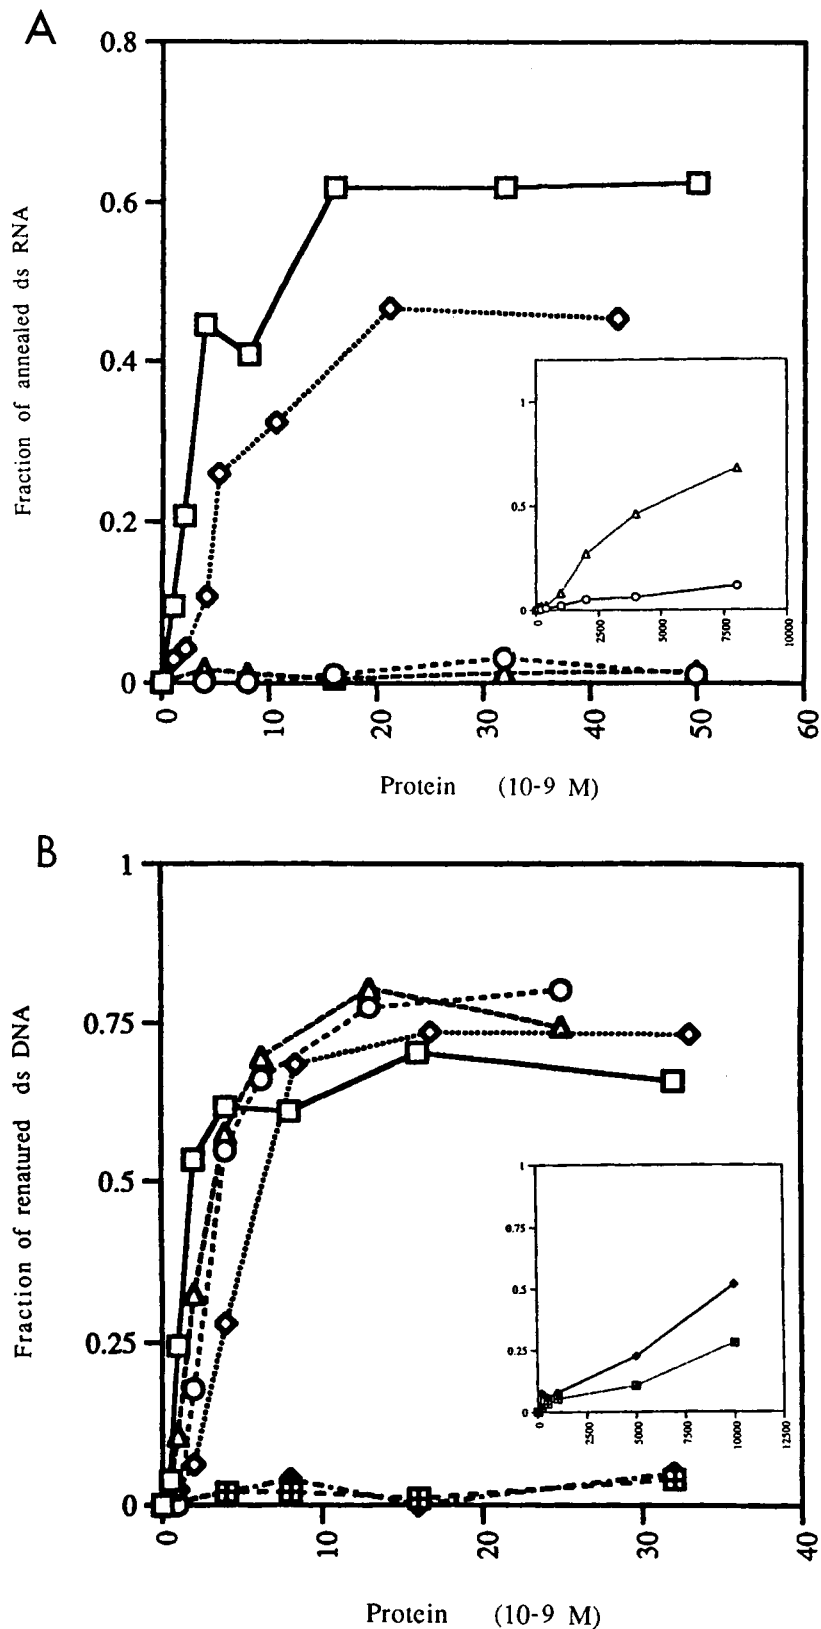 A
0.8
0.6
0.4
0.2
0
Fraction of annealed ds RNA
0 10 20 30 40 50 60
Protein (10-9 M)
1
0.5
0
0 2500 5000 7500 10000
B
1
0.75
0.5
0.25
0
Fraction of renatured ds DNA
0 10 20 30 40
Protein (10-9 M)
1
0.75
0.5
0.25
0
0 2500 5000 7500 10000 12500